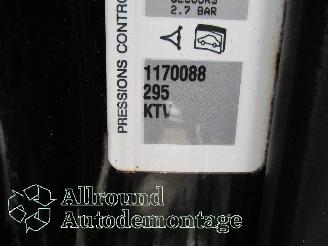 PRESSIONS CONTRO
2.7 BAR
1170088
295
KTV
Allround
Autodemontage